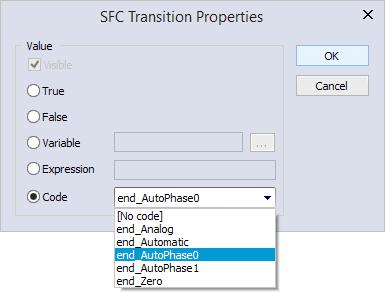 SFC Transition Properties
Value
Visible
True
False
Variable
...
Expression
Code
end_AutoPhase0
[No code]
end_Analog
end_Automatic
end_AutoPhase0
end_AutoPhase1
end_Zero
OK
Cancel